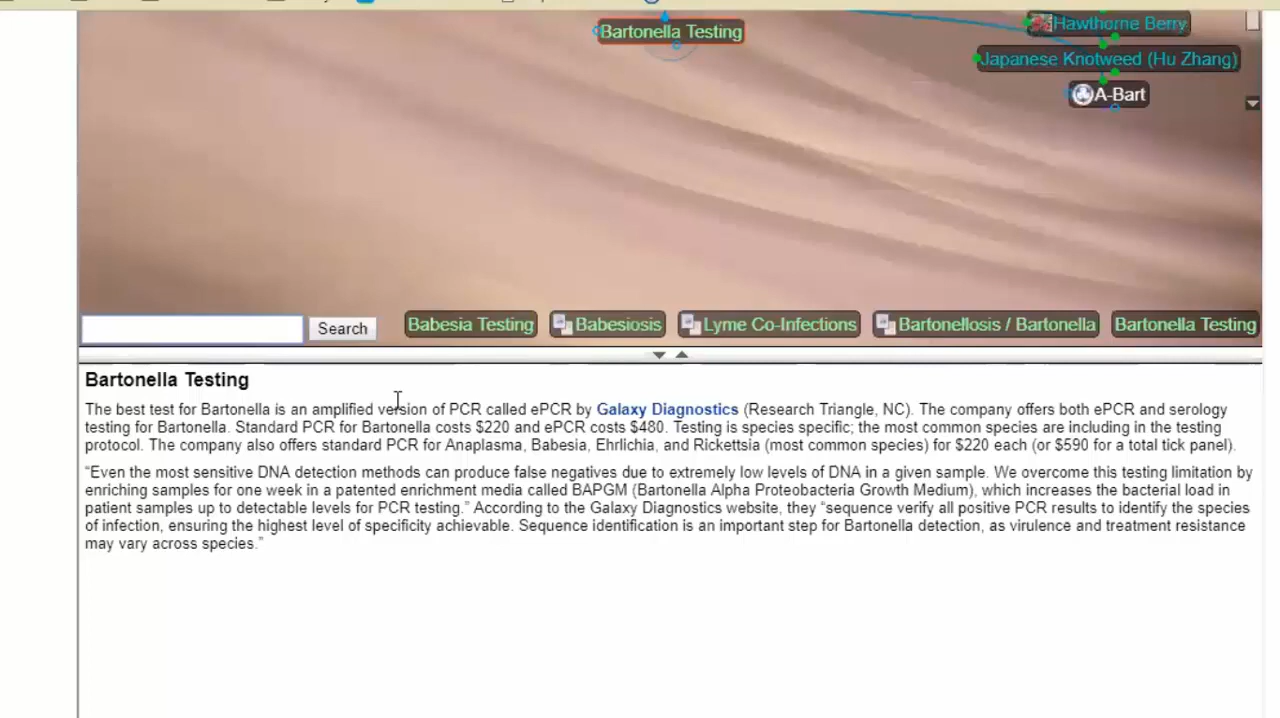 Bartonella Testing
Hawthorne Berry
Japanese Knotweed (Hu Zhang)
A-Bart
Search
Babesia Testing
Babesiosis
Lyme Co-Infections
Bartonellosis / Bartonella
Bartonella Testing
Bartonella Testing
The best test for Bartonella is an amplified version of PCR called ePCR by Galaxy Diagnostics (Research Triangle, NC). The company offers both ePCR and serology
testing for Bartonella. Standard PCR for Bartonella costs $220 and ePCR costs $480. Testing is species specific; the most common species are including in the testing
protocol. The company also offers standard PCR for Anaplasma, Babesia, Ehrlichia, and Rickettsia (most common species) for $220 each (or $590 for a total tick panel).
“Even the most sensitive DNA detection methods can produce false negatives due to extremely low levels of DNA in a given sample. We overcome this testing limitation by
enriching samples for one week in a patented enrichment media called BAPGM (Bartonella Alpha Proteobacteria Growth Medium), which increases the bacterial load in
patient samples up to detectable levels for PCR testing.” According to the Galaxy Diagnostics website, they “sequence verify all positive PCR results to identify the species
of infection, ensuring the highest level of specificity achievable. Sequence identification is an important step for Bartonella detection, as virulence and treatment resistance
may vary across species.”